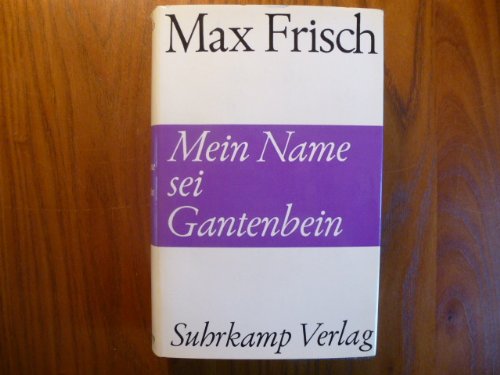 Max Frisch
Mein Name
sei
Gantenbein
Suhrkamp Verlag